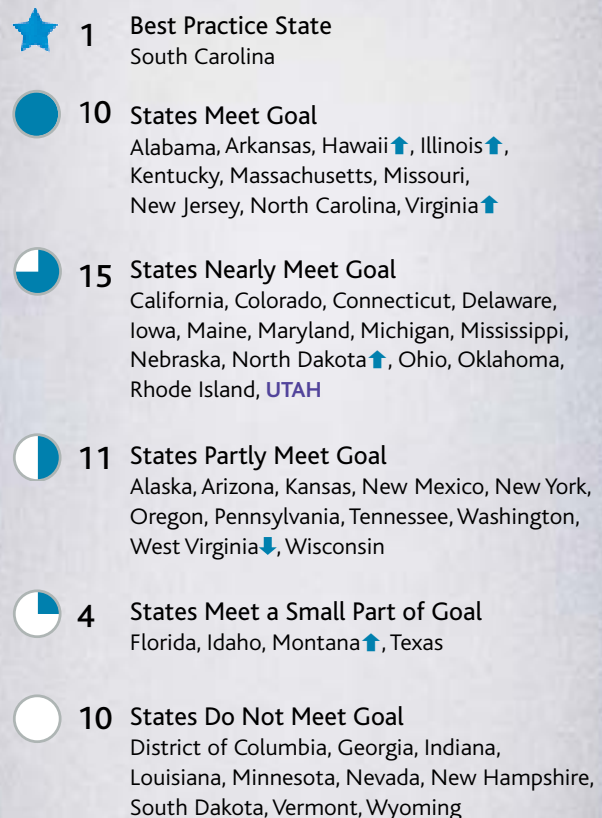 1 Best Practice State
South Carolina
10 States Meet Goal
Alabama, Arkansas, Hawaii⬆, Illinois⬆,
Kentucky, Massachusetts, Missouri,
New Jersey, North Carolina, Virginia⬆
15 States Nearly Meet Goal
California, Colorado, Connecticut, Delaware,
Iowa, Maine, Maryland, Michigan, Mississippi,
Nebraska, North Dakota⬆, Ohio, Oklahoma,
Rhode Island, UTAH
11 States Partly Meet Goal
Alaska, Arizona, Kansas, New Mexico, New York,
Oregon, Pennsylvania, Tennessee, Washington,
West Virginia⬇, Wisconsin
4 States Meet a Small Part of Goal
Florida, Idaho, Montana⬆, Texas
10 States Do Not Meet Goal
District of Columbia, Georgia, Indiana,
Louisiana, Minnesota, Nevada, New Hampshire,
South Dakota, Vermont, Wyoming